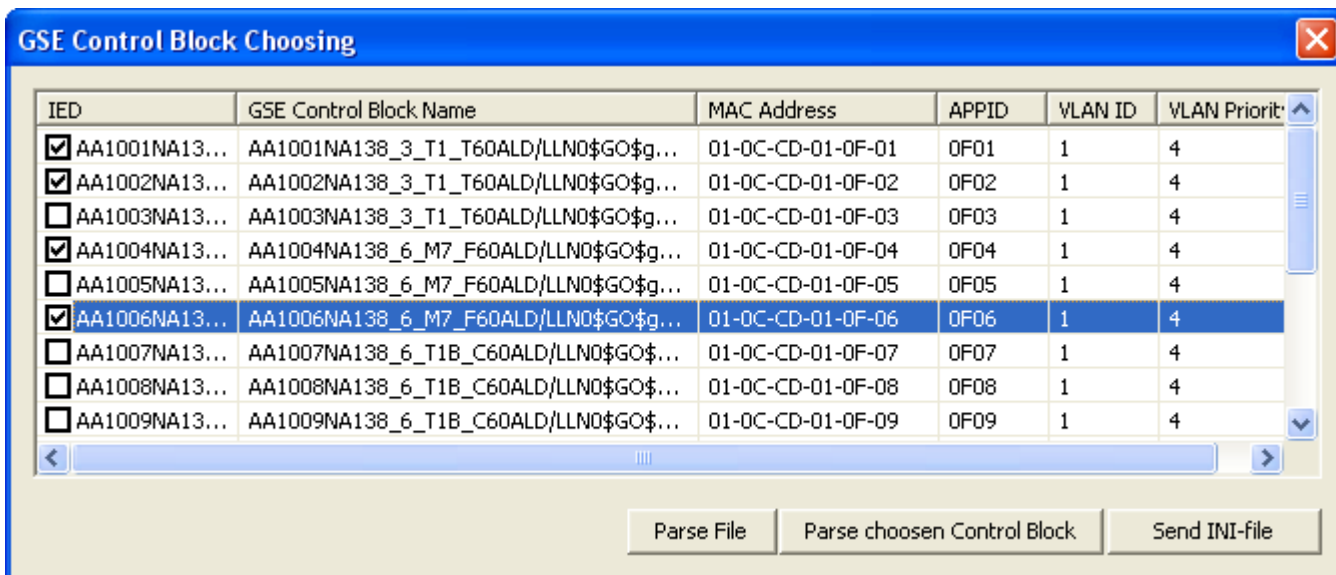 GSE Control Block Choosing
IED GSE Control Block Name MAC Address APPID VLAN ID VLAN Priorit
AA1001NA13... AA1001NA138_3_T1_T60ALD/LLN0$GO$g... 01-0C-CD-01-0F-01 0F01 1 4
AA1002NA13... AA1002NA138_3_T1_T60ALD/LLN0$GO$g... 01-0C-CD-01-0F-02 0F02 1 4
AA1003NA13... AA1003NA138_3_T1_T60ALD/LLN0$GO$g... 01-0C-CD-01-0F-03 0F03 1 4
AA1004NA13... AA1004NA138_6_M7_F60ALD/LLN0$GO$g... 01-0C-CD-01-0F-04 0F04 1 4
AA1005NA13... AA1005NA138_6_M7_F60ALD/LLN0$GO$g... 01-0C-CD-01-0F-05 0F05 1 4
AA1006NA13... AA1006NA138_6_M7_F60ALD/LLN0$GO$g... 01-0C-CD-01-0F-06 0F06 1 4
AA1007NA13... AA1007NA138_6_T1B_C60ALD/LLN0$GO$... 01-0C-CD-01-0F-07 0F07 1 4
AA1008NA13... AA1008NA138_6_T1B_C60ALD/LLN0$GO$... 01-0C-CD-01-0F-08 0F08 1 4
AA1009NA13... AA1009NA138_6_T1B_C60ALD/LLN0$GO$... 01-0C-CD-01-0F-09 0F09 1 4
Parse File Parse choosen Control Block Send INI-file